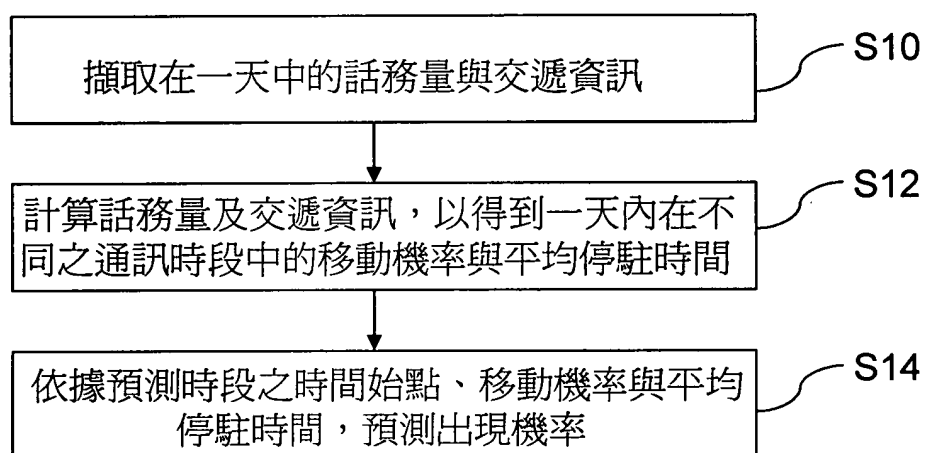 擷取在一天中的話務量與交遞資訊
S10
計算話務量及交遞資訊，以得到一天內在不
同之通訊時段中的移動機率與平均停駐時間
S12
依據預測時段之時間始點、移動機率與平均
停駐時間，預測出現機率
S14